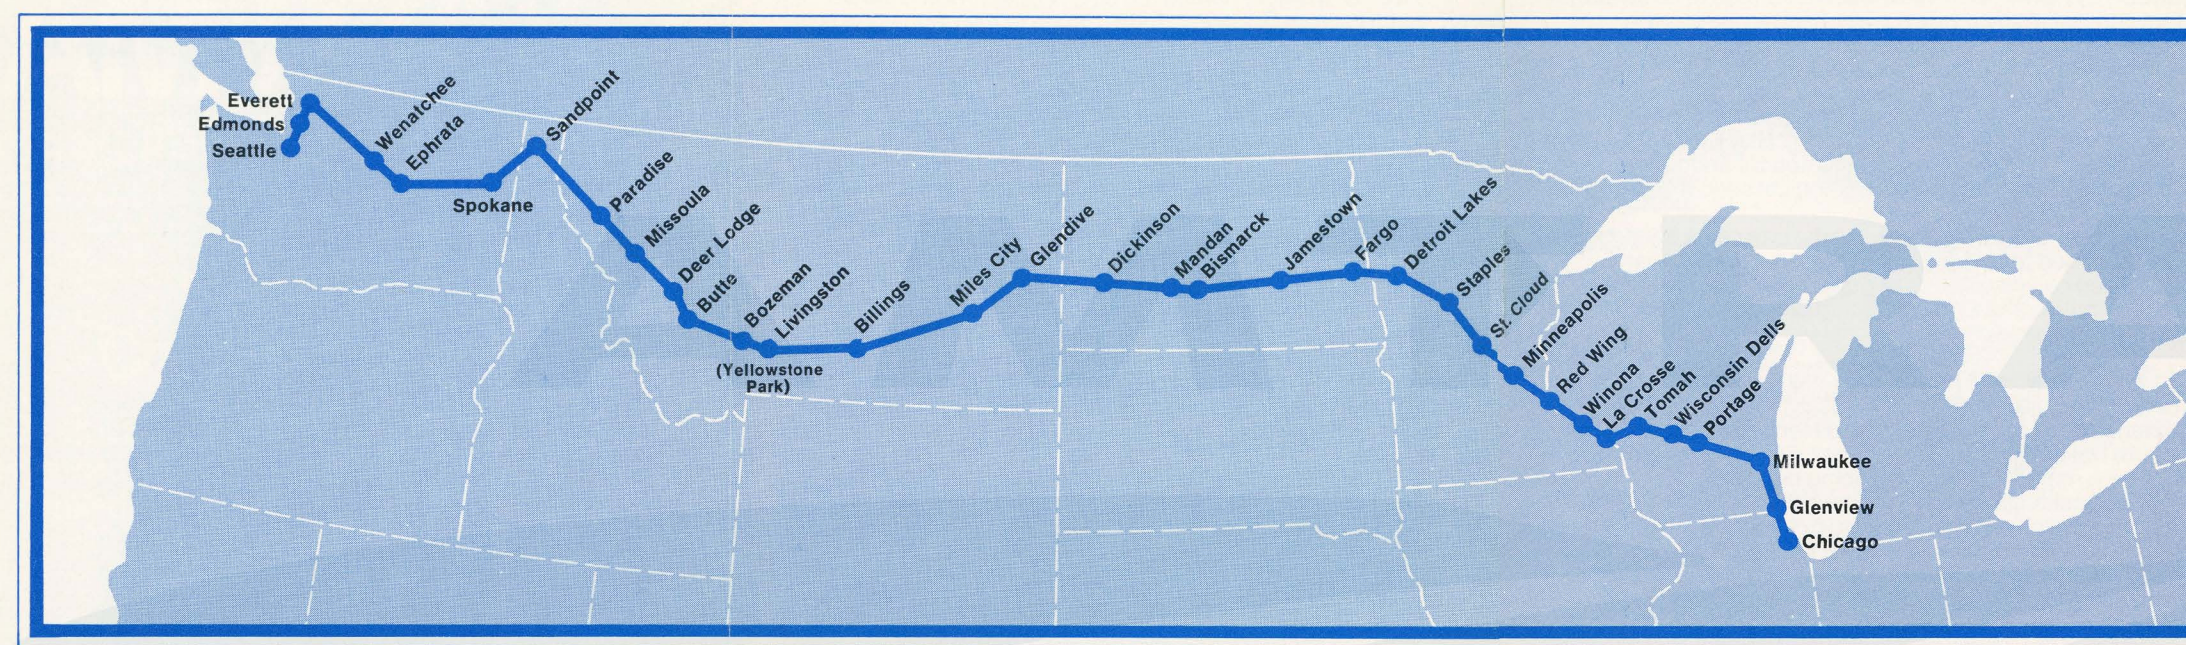 Everett
Edmonds
Seattle
Wenatchee
Ephrata
Spokane
Sandpoint
Paradise
Missoula
Deer Lodge
Butte
Bozeman
Livingston
(Yellowstone
Park)
Billings
Miles City
Glendive
Dickinson
Mandan
Bismarck
Jamestown
Fargo
Detroit Lakes
Staples
St. Cloud
Minneapolis
Red Wing
Winona
La Crosse
Tomah
Wisconsin Dells
Portage
Milwaukee
Glenview
Chicago